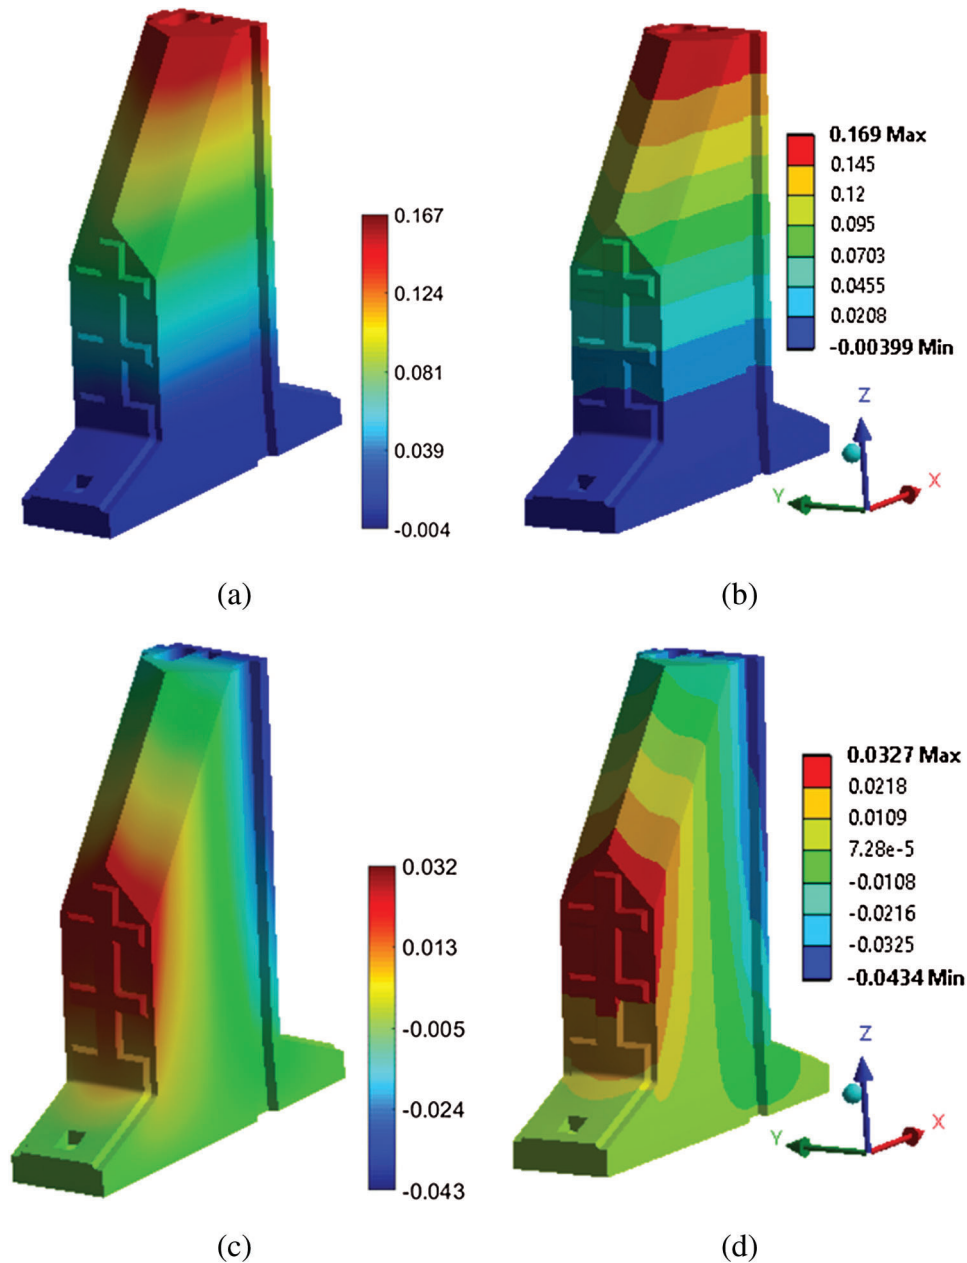 0.167
0.124
0.081
0.039
-0.004
0.169 Max
0.145
0.12
0.095
0.0703
0.0455
0.0208
-0.00399 Min
Z
Y
X
(a)
(b)
0.032
0.013
-0.005
-0.024
-0.043
0.0327 Max
0.0218
0.0109
7.28e-5
-0.0108
-0.0216
-0.0325
-0.0434 Min
Z
Y
X
(c)
(d)